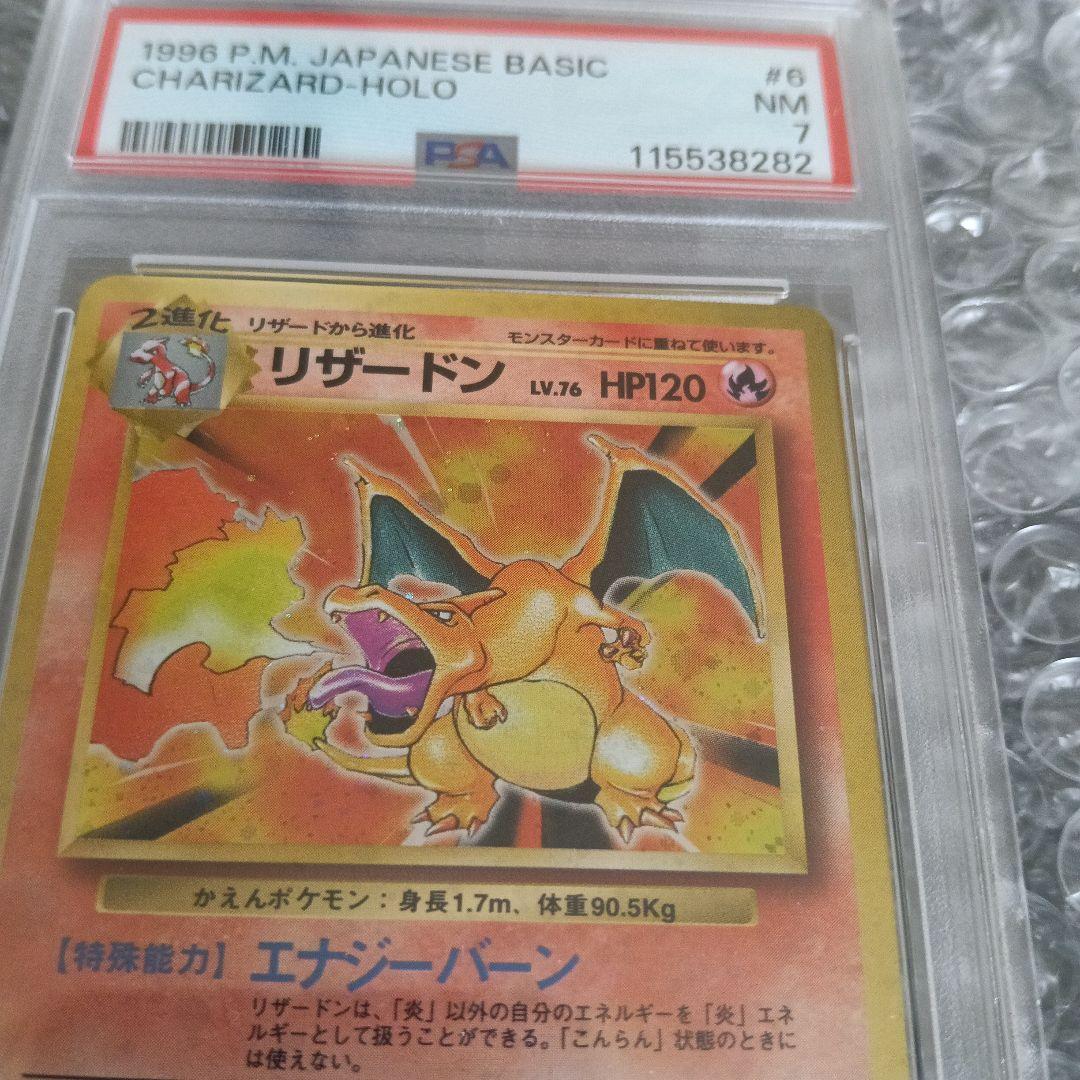 1996 P.M. JAPANESE BASIC #6
CHARIZARD-HOLO NM
7
PSA 115538282
2進化 リザードから進化 モンスターカードに重ねて使います。
リザードン LV.76 HP120
かえんポケモン：身長1.7m、体重90.5Kg
【特殊能力】エナジーバーン
リザードンは、「炎」以外の自分のエネルギーを「炎」エネ
ルギーとして扱うことができる。「こんらん」状態のときに
は使えない。